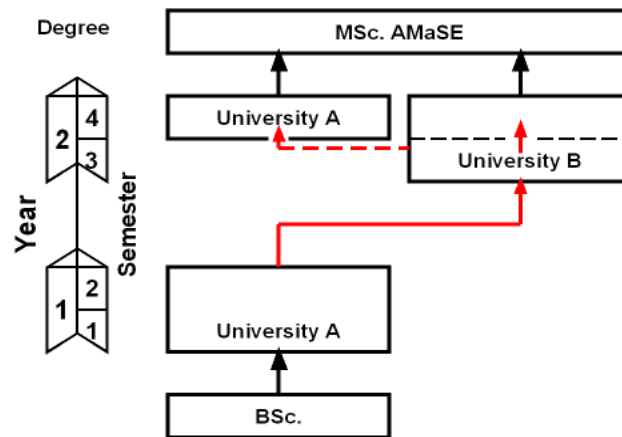 Degree
MSc. AMaSE
University A
University B
2
4
3
Year
Semester
1
2
1
University A
BSc.